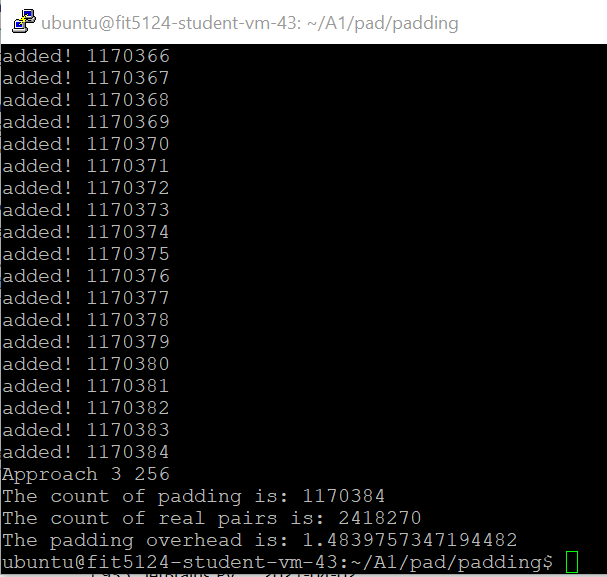 ubuntu@fit5124-student-vm-43: ~/A1/pad/padding
added! 1170366
added! 1170367
added! 1170368
added! 1170369
added! 1170370
added! 1170371
added! 1170372
added! 1170373
added! 1170374
added! 1170375
added! 1170376
added! 1170377
added! 1170378
added! 1170379
added! 1170380
added! 1170381
added! 1170382
added! 1170383
added! 1170384
Approach 3 256
The count of padding is: 1170384
The count of real pairs is: 2418270
The padding overhead is: 1.4839757347194482
ubuntu@fit5124-student-vm-43:~/A1/pad/padding$